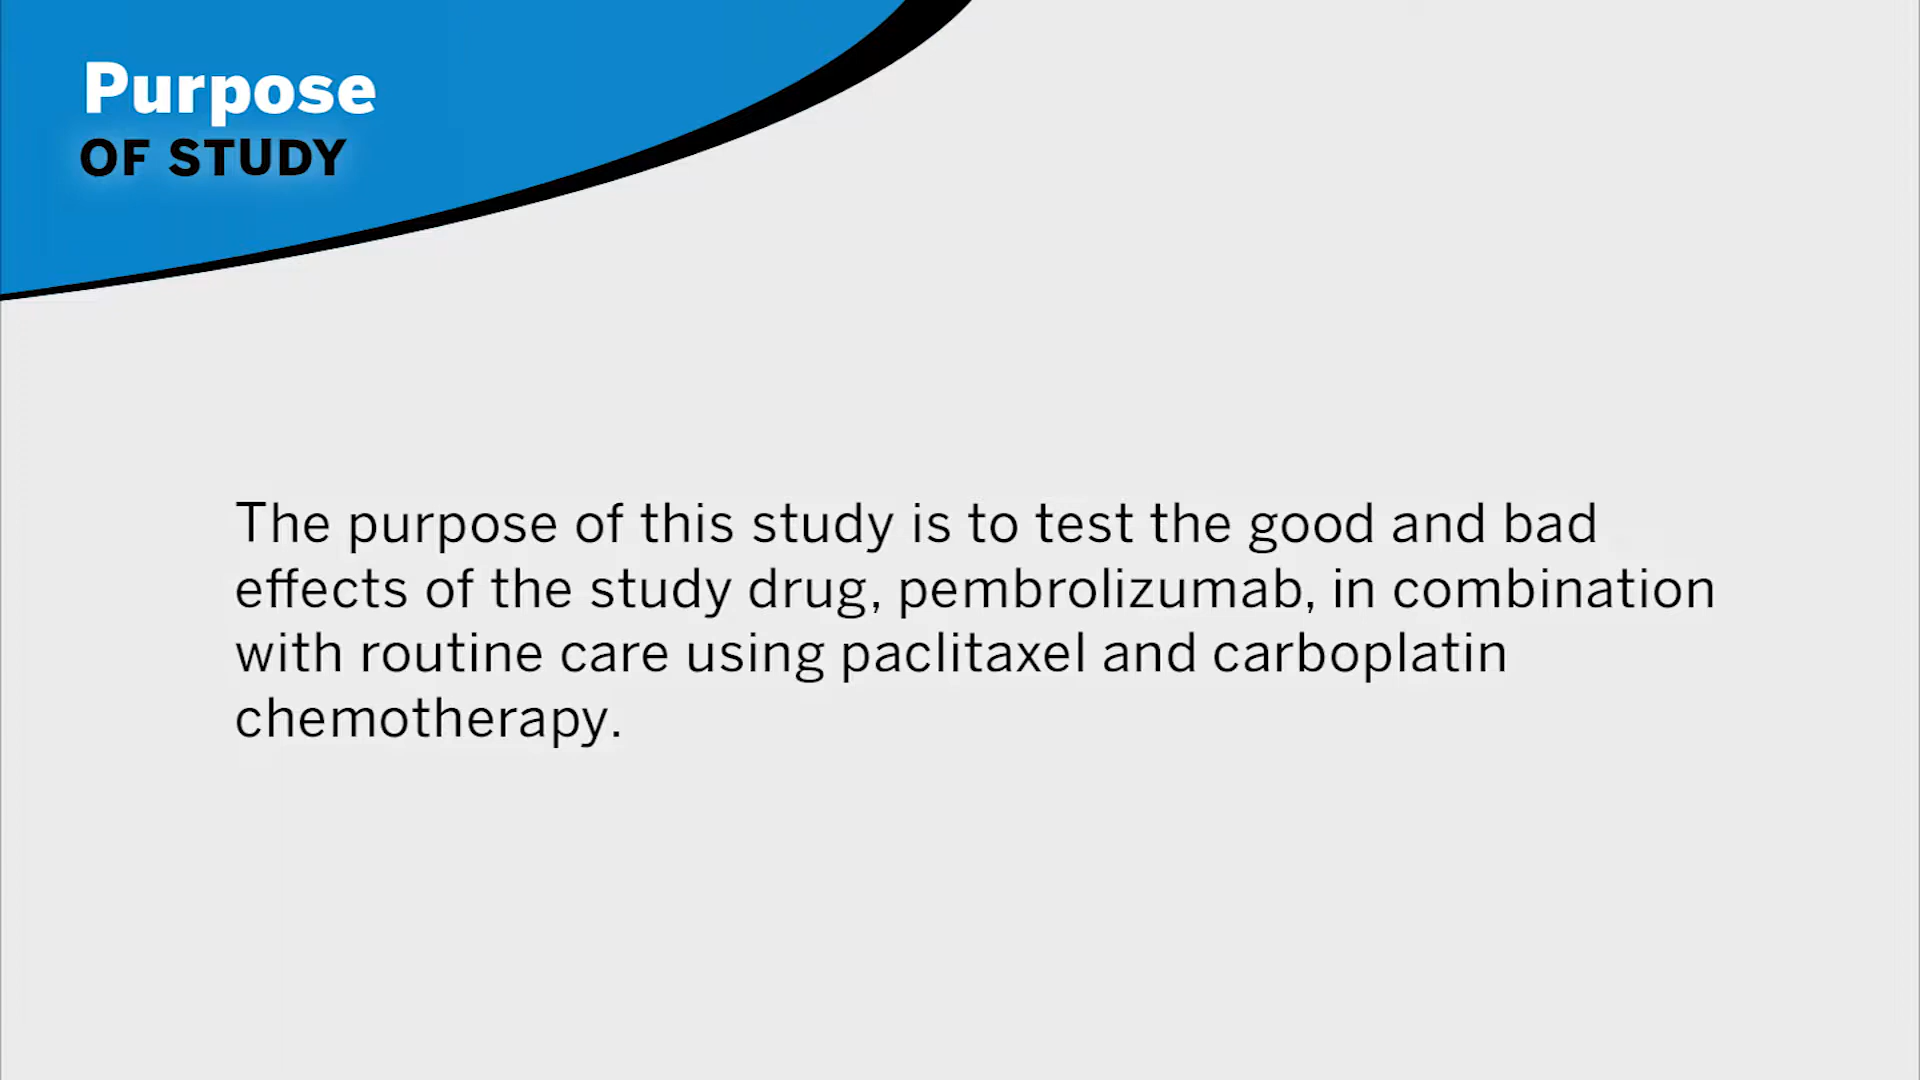 Purpose
OF STUDY
The purpose of this study is to test the good and bad
effects of the study drug, pembrolizumab, in combination
with routine care using paclitaxel and carboplatin
chemotherapy.